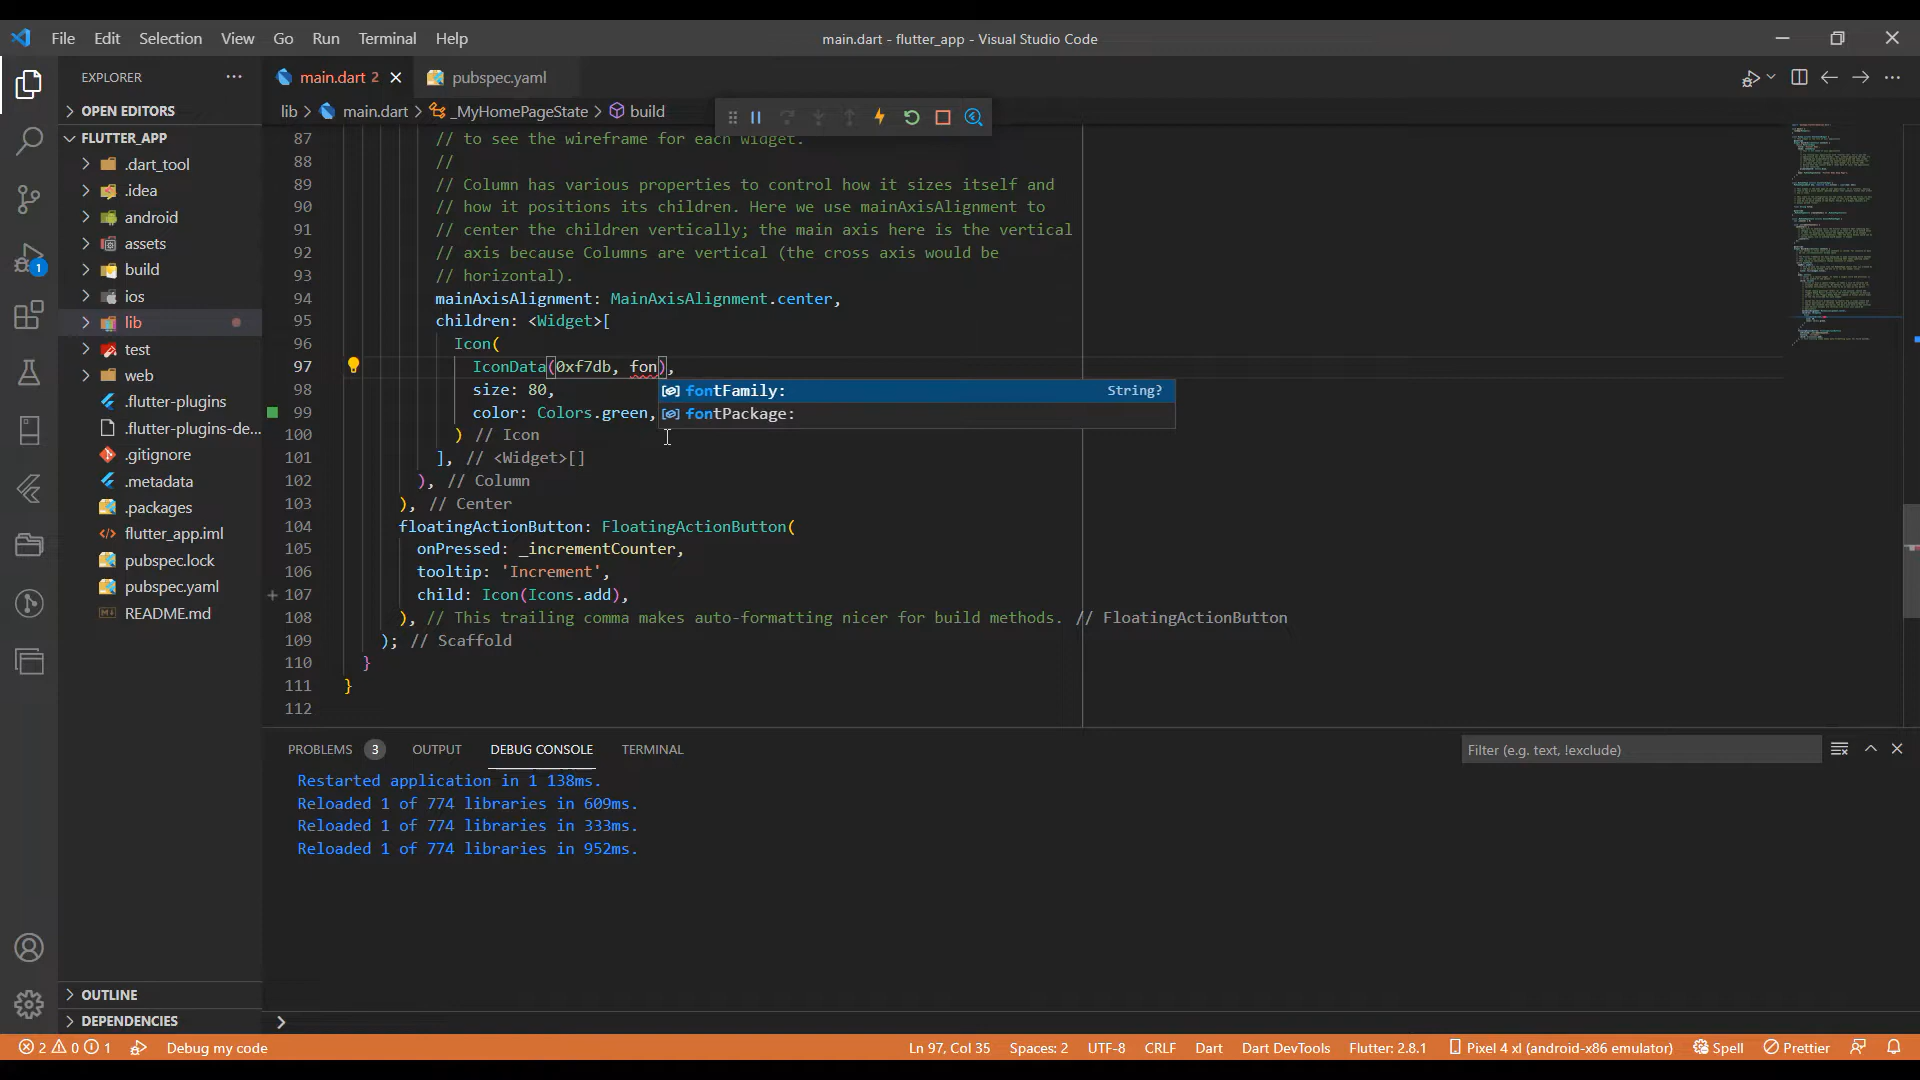 File Edit Selection View Go Run Terminal Help
main.dart - flutter_app - Visual Studio Code
EXPLORER
OPEN EDITORS
FLUTTER_APP
.dart_tool
.idea
android
assets
build
ios
lib
test
web
.flutter-plugins
.flutter-plugins-de...
.gitignore
.metadata
.packages
flutter_app.iml
pubspec.lock
pubspec.yaml
README.md
OUTLINE
DEPENDENCIES
1
main.dart 2
pubspec.yaml
lib > main.dart > _MyHomePageState > build
87 // to see the wireframe for each widget.
88 //
89 // Column has various properties to control how it sizes itself and
90 // how it positions its children. Here we use mainAxisAlignment to
91 // center the children vertically; the main axis here is the vertical
92 // axis because Columns are vertical (the cross axis would be
93 // horizontal).
94 mainAxisAlignment: MainAxisAlignment.center,
95 children: <Widget>[
96 Icon(
97 IconData(0xf7db, fon),
98 size: 80,
99 color: Colors.green,
100 ) // Icon
101 ], // <Widget>[]
102 ), // Column
103 ), // Center
104 floatingActionButton: FloatingActionButton(
105 onPressed: _incrementCounter,
106 tooltip: 'Increment',
107 child: Icon(Icons.add),
108 ), // This trailing comma makes auto-formatting nicer for build methods. // FloatingActionButton
109 ); // Scaffold
110 }
111 }
112
fontFamily: String?
fontPackage:
PROBLEMS 3 OUTPUT DEBUG CONSOLE TERMINAL
Filter (e.g. text, !exclude)
Restarted application in 1 138ms.
Reloaded 1 of 774 libraries in 609ms.
Reloaded 1 of 774 libraries in 333ms.
Reloaded 1 of 774 libraries in 952ms.
2 0 1 Debug my code Ln 97, Col 35 Spaces: 2 UTF-8 CRLF Dart Dart DevTools Flutter: 2.8.1 Pixel 4 xl (android-x86 emulator) Spell Prettier